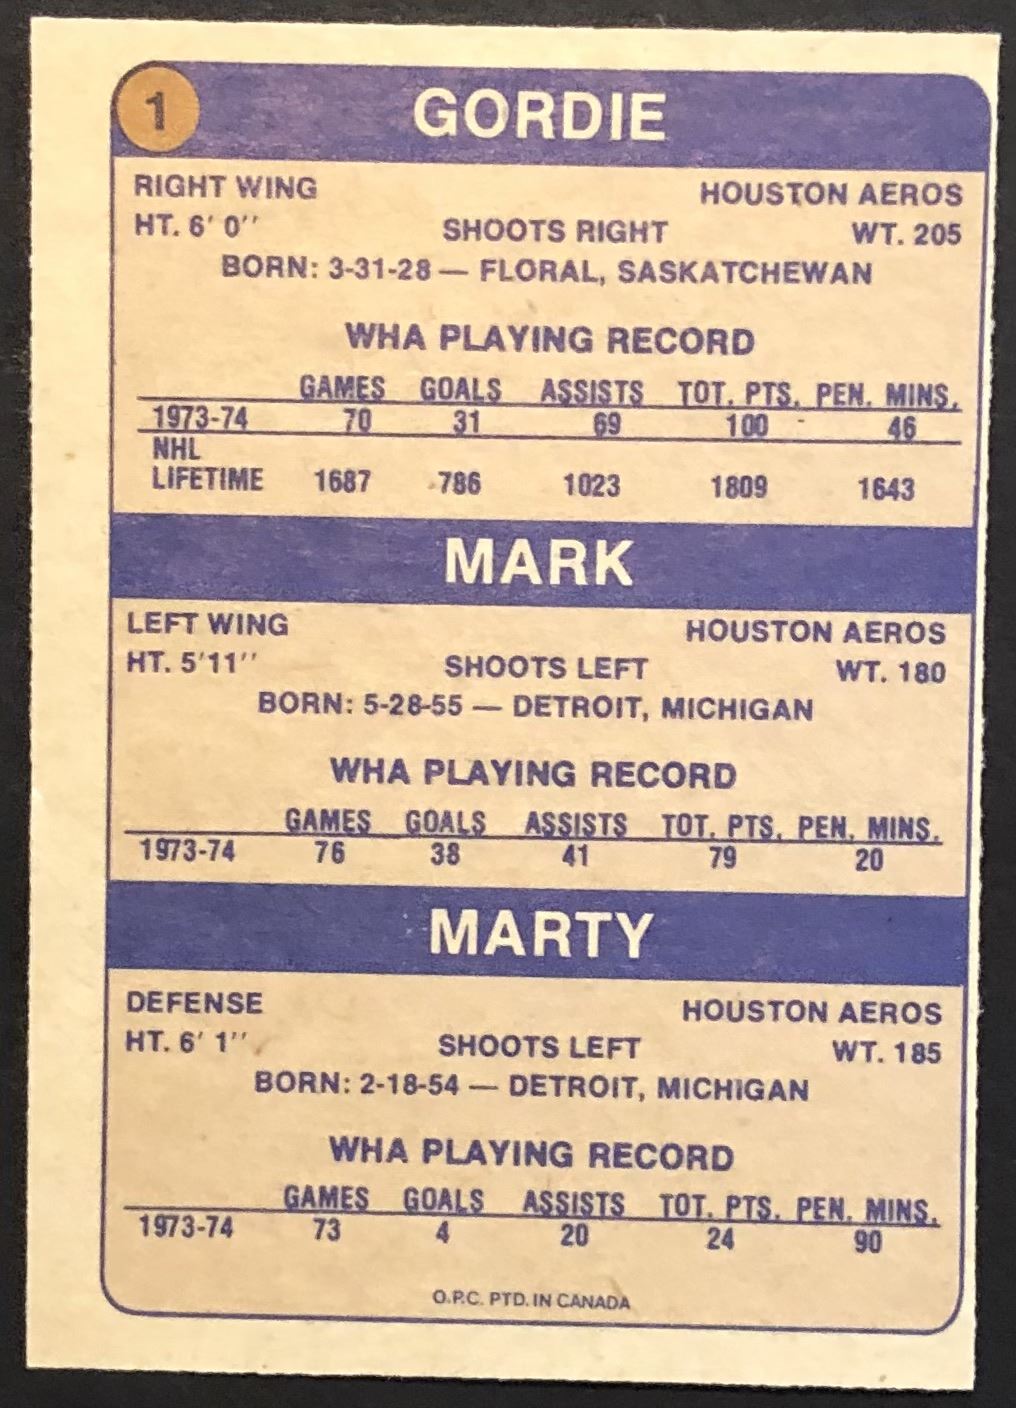 1
GORDIE
RIGHT WING HOUSTON AEROS
HT. 6' 0'' SHOOTS RIGHT WT. 205
BORN: 3-31-28 — FLORAL, SASKATCHEWAN
WHA PLAYING RECORD
GAMES GOALS ASSISTS TOT. PTS. PEN. MINS.
1973-74 70 31 69 100 46
NHL
LIFETIME 1687 786 1023 1809 1643
MARK
LEFT WING HOUSTON AEROS
HT. 5'11'' SHOOTS LEFT WT. 180
BORN: 5-28-55 — DETROIT, MICHIGAN
WHA PLAYING RECORD
GAMES GOALS ASSISTS TOT. PTS. PEN. MINS.
1973-74 76 38 41 79 20
MARTY
DEFENSE HOUSTON AEROS
HT. 6' 1'' SHOOTS LEFT WT. 185
BORN: 2-18-54 — DETROIT, MICHIGAN
WHA PLAYING RECORD
GAMES GOALS ASSISTS TOT. PTS. PEN. MINS.
1973-74 73 4 20 24 90
O.P.C. PTD. IN CANADA